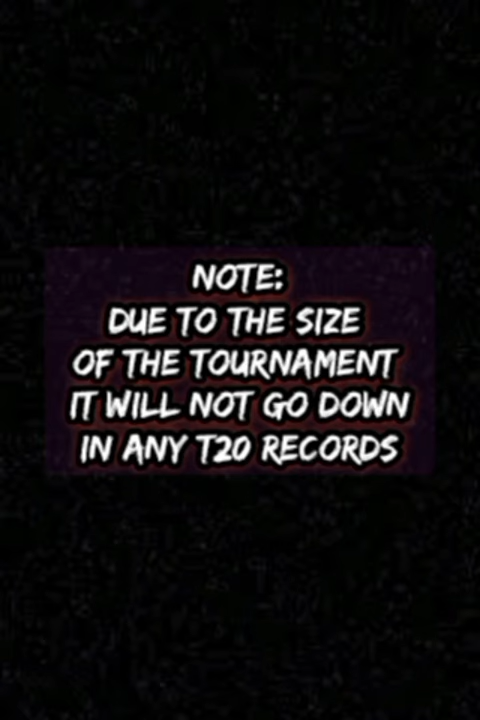 NOTE:
DUE TO THE SIZE
OF THE TOURNAMENT
IT WILL NOT GO DOWN
IN ANY T20 RECORDS